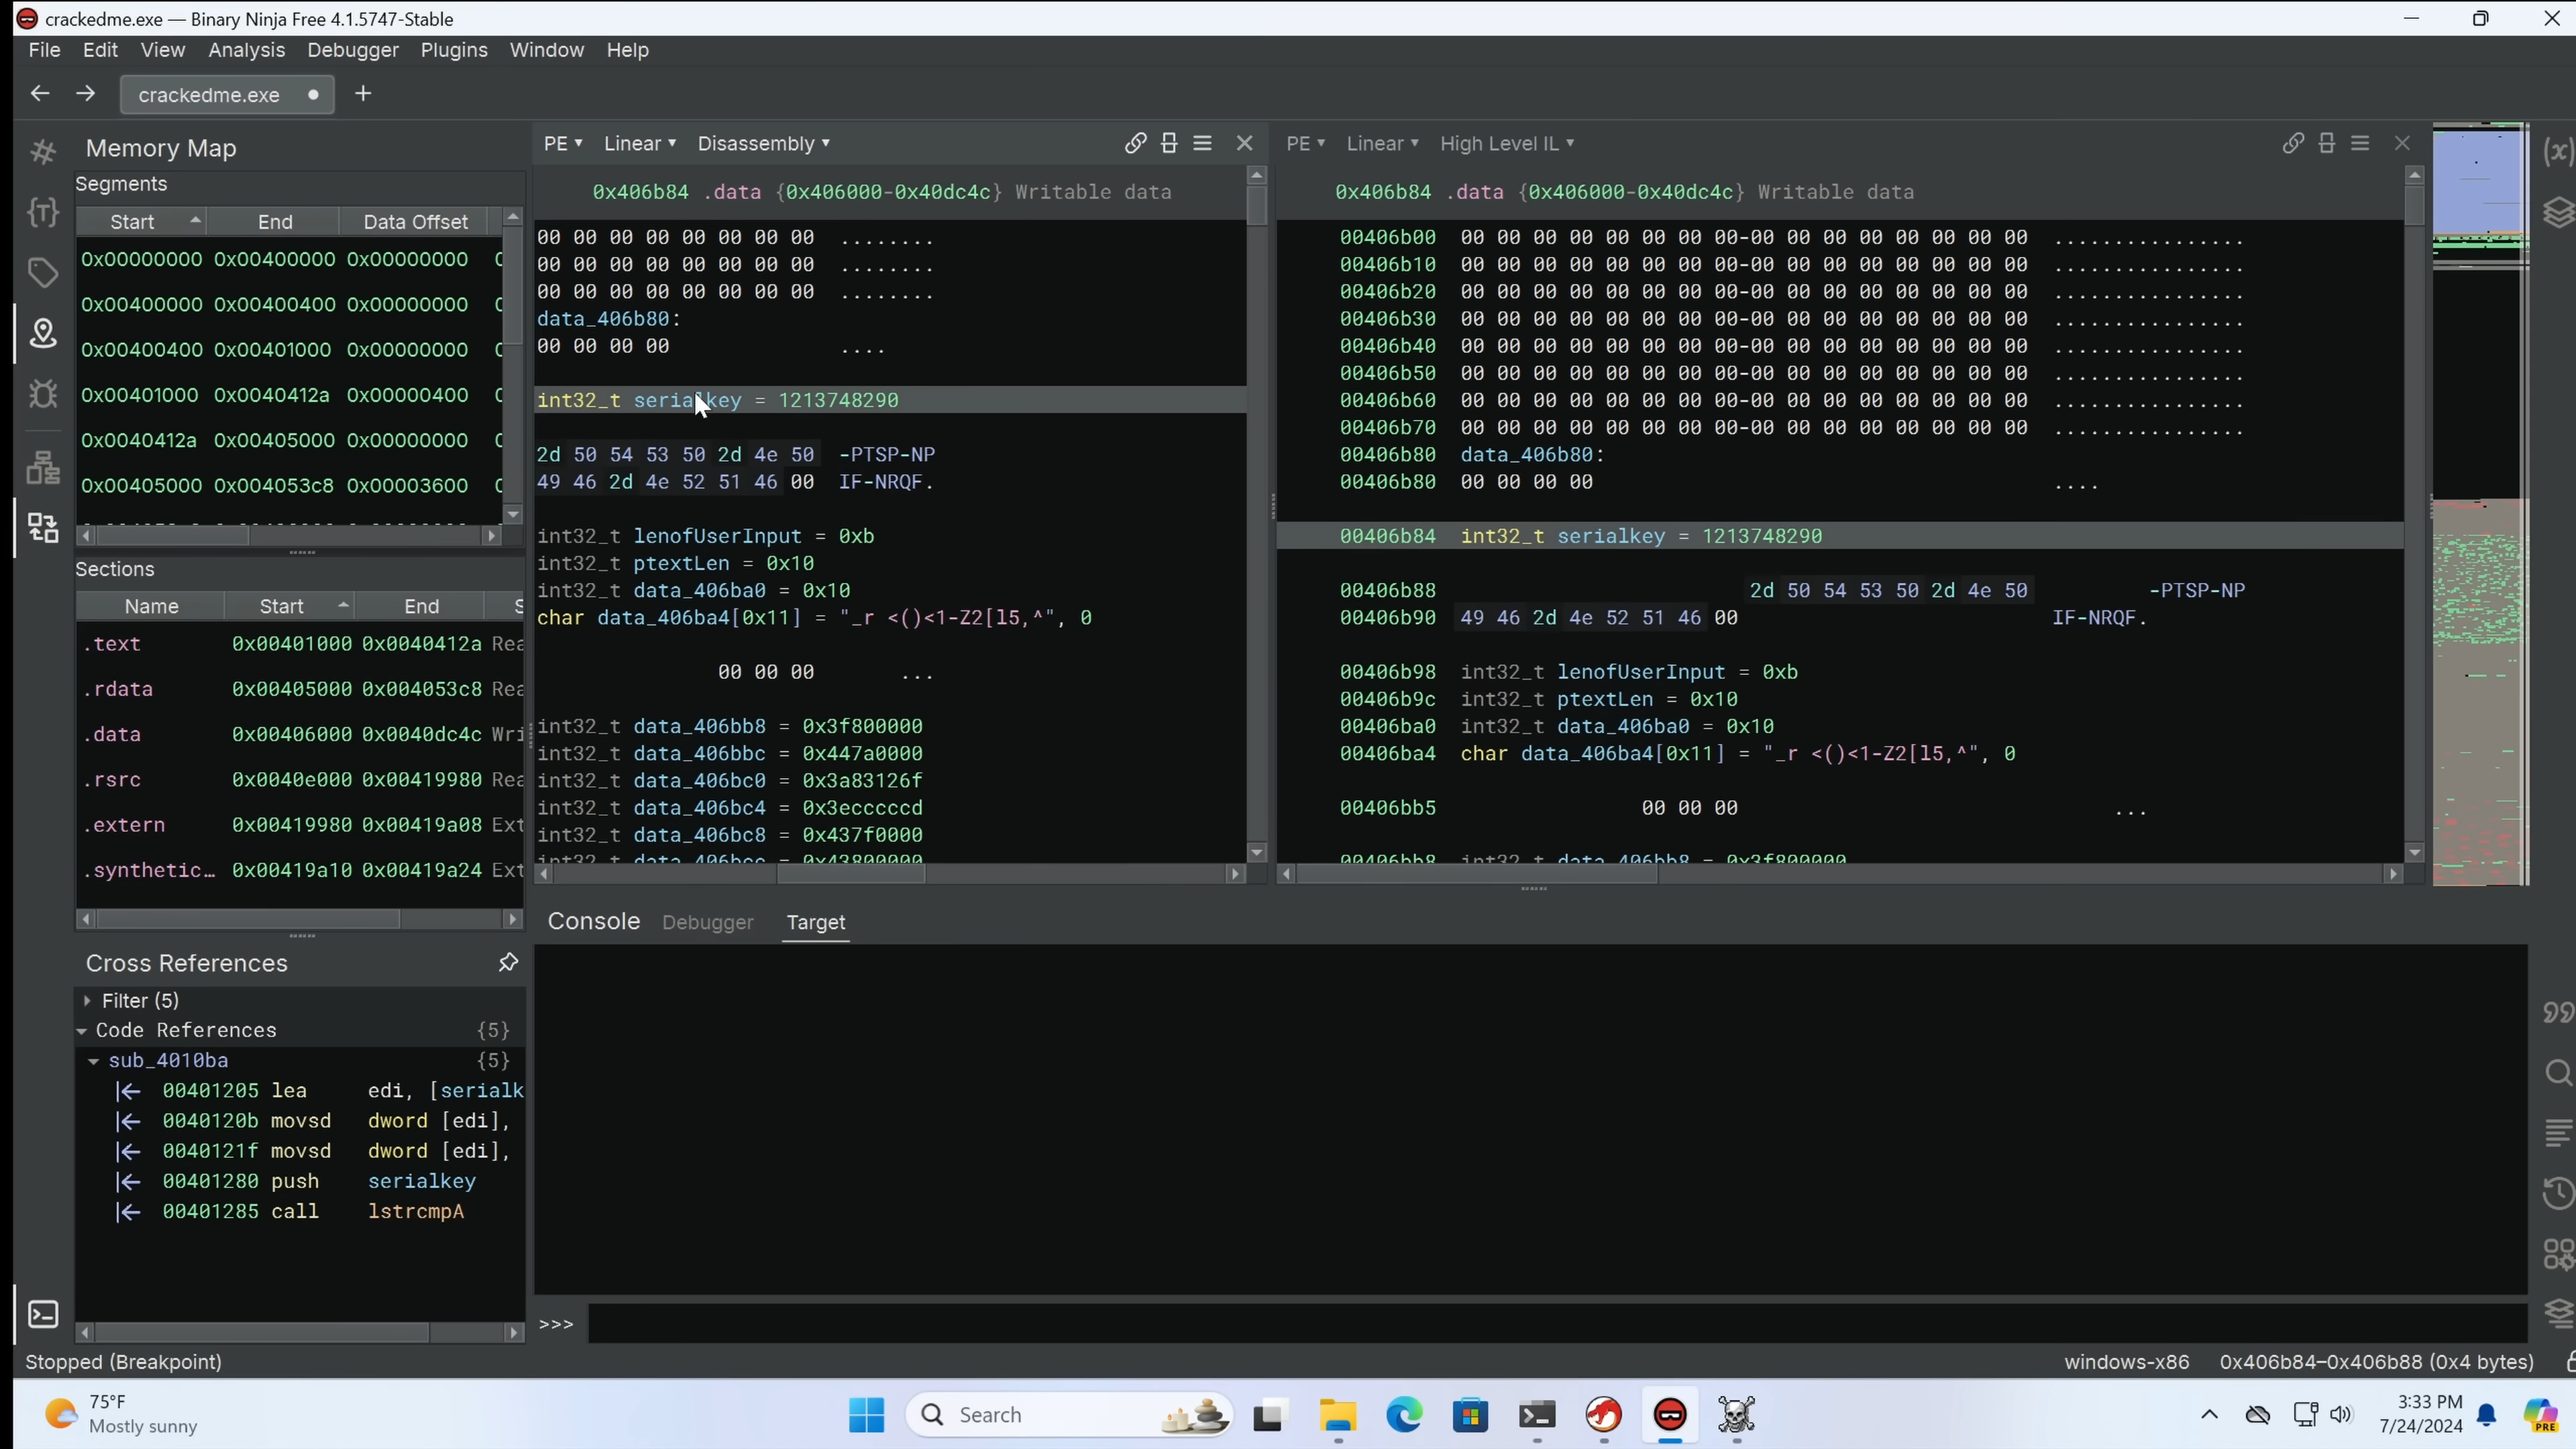 crackedme.exe — Binary Ninja Free 4.1.5747-Stable
File Edit View Analysis Debugger Plugins Window Help
crackedme.exe
Memory Map
Segments
Start End Data Offset
0x00000000 0x00400000 0x00000000
0x00400000 0x00400400 0x00000000
0x00400400 0x00401000 0x00000000
0x00401000 0x0040412a 0x00000400
0x0040412a 0x00405000 0x00000000
0x00405000 0x004053c8 0x00003600
Sections
Name Start End
.text 0x00401000 0x0040412a Rea
.rdata 0x00405000 0x004053c8 Rea
.data 0x00406000 0x0040dc4c Wri
.rsrc 0x0040e000 0x00419980 Rea
.extern 0x00419980 0x00419a08 Ext
.synthetic… 0x00419a10 0x00419a24 Ext
Cross References
Filter (5)
Code References {5}
sub_4010ba {5}
00401205 lea edi, [serialk
0040120b movsd dword [edi],
0040121f movsd dword [edi],
00401280 push serialkey
00401285 call lstrcmpA
PE Linear Disassembly
0x406b84 .data {0x406000-0x40dc4c} Writable data
00 00 00 00 00 00 00 00 ........
00 00 00 00 00 00 00 00 ........
00 00 00 00 00 00 00 00 ........
data_406b80:
00 00 00 00 ....
int32_t serialkey = 1213748290
2d 50 54 53 50 2d 4e 50 -PTSP-NP
49 46 2d 4e 52 51 46 00 IF-NRQF.
int32_t lenofUserInput = 0xb
int32_t ptextLen = 0x10
int32_t data_406ba0 = 0x10
char data_406ba4[0x11] = "_r <()<1-Z2[l5,^", 0
00 00 00 ...
int32_t data_406bb8 = 0x3f800000
int32_t data_406bbc = 0x447a0000
int32_t data_406bc0 = 0x3a83126f
int32_t data_406bc4 = 0x3ecccccd
int32_t data_406bc8 = 0x437f0000
int32_t data_406bcc = 0x43800000
PE Linear High Level IL
0x406b84 .data {0x406000-0x40dc4c} Writable data
00406b00 00 00 00 00 00 00 00 00-00 00 00 00 00 00 00 00 ................
00406b10 00 00 00 00 00 00 00 00-00 00 00 00 00 00 00 00 ................
00406b20 00 00 00 00 00 00 00 00-00 00 00 00 00 00 00 00 ................
00406b30 00 00 00 00 00 00 00 00-00 00 00 00 00 00 00 00 ................
00406b40 00 00 00 00 00 00 00 00-00 00 00 00 00 00 00 00 ................
00406b50 00 00 00 00 00 00 00 00-00 00 00 00 00 00 00 00 ................
00406b60 00 00 00 00 00 00 00 00-00 00 00 00 00 00 00 00 ................
00406b70 00 00 00 00 00 00 00 00-00 00 00 00 00 00 00 00 ................
00406b80 data_406b80:
00406b80 00 00 00 00 ....
00406b84 int32_t serialkey = 1213748290
00406b88 2d 50 54 53 50 2d 4e 50 -PTSP-NP
00406b90 49 46 2d 4e 52 51 46 00 IF-NRQF.
00406b98 int32_t lenofUserInput = 0xb
00406b9c int32_t ptextLen = 0x10
00406ba0 int32_t data_406ba0 = 0x10
00406ba4 char data_406ba4[0x11] = "_r <()<1-Z2[l5,^", 0
00406bb5 00 00 00 ...
00406bb8 int32_t data_406bb8 = 0x3f800000
Console Debugger Target
>>>
Stopped (Breakpoint)
windows-x86 0x406b84–0x406b88 (0x4 bytes)
75°F
Mostly sunny
Search
3:33 PM
7/24/2024
PRE